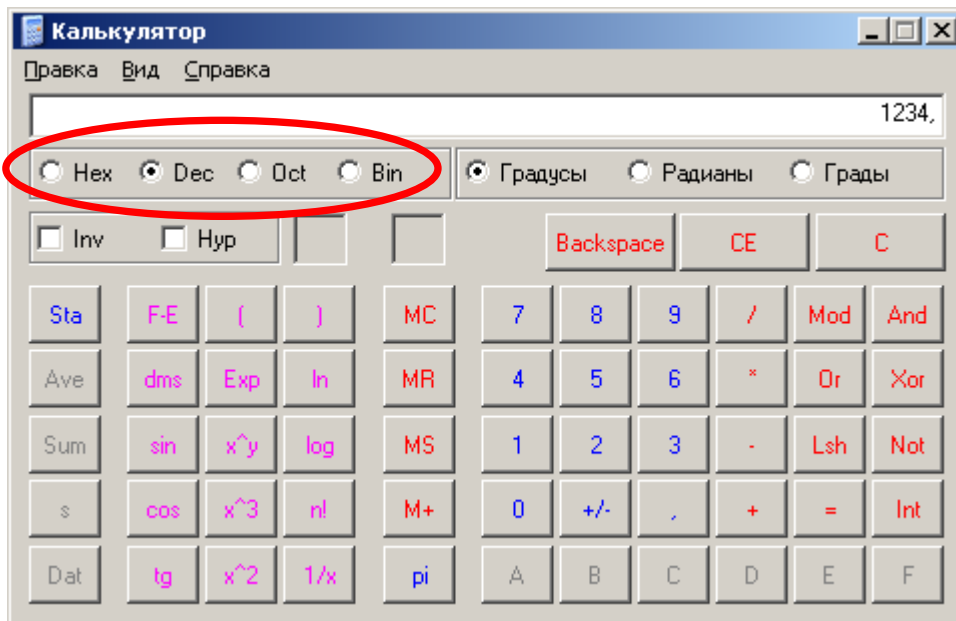 Калькулятор
Правка Вид Справка
1234,
Hex Dec Oct Bin Градусы Радианы Грады
Inv Hyp Backspace CE C
Sta F-E ( ) MC 7 8 9 / Mod And
Ave dms Exp ln MR 4 5 6 * Or Xor
Sum sin x^y log MS 1 2 3 - Lsh Not
s cos x^3 n! M+ 0 +/- , + = Int
Dat tg x^2 1/x pi A B C D E F